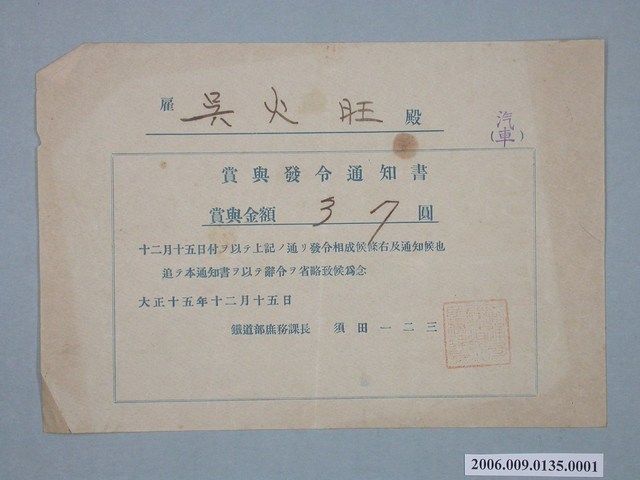 雇 吳火旺 殿
(汽車)
賞與發令通知書
賞與金額 37 圓
十二月十五日付ヲ以テ上記ノ通リ發令相成候條右及通知候也
追テ本通知書ヲ以テ辭令ヲ省略致候爲念
大正十五年十二月十五日
鐵道部庶務課長 須田一二三
2006.009.0135.0001